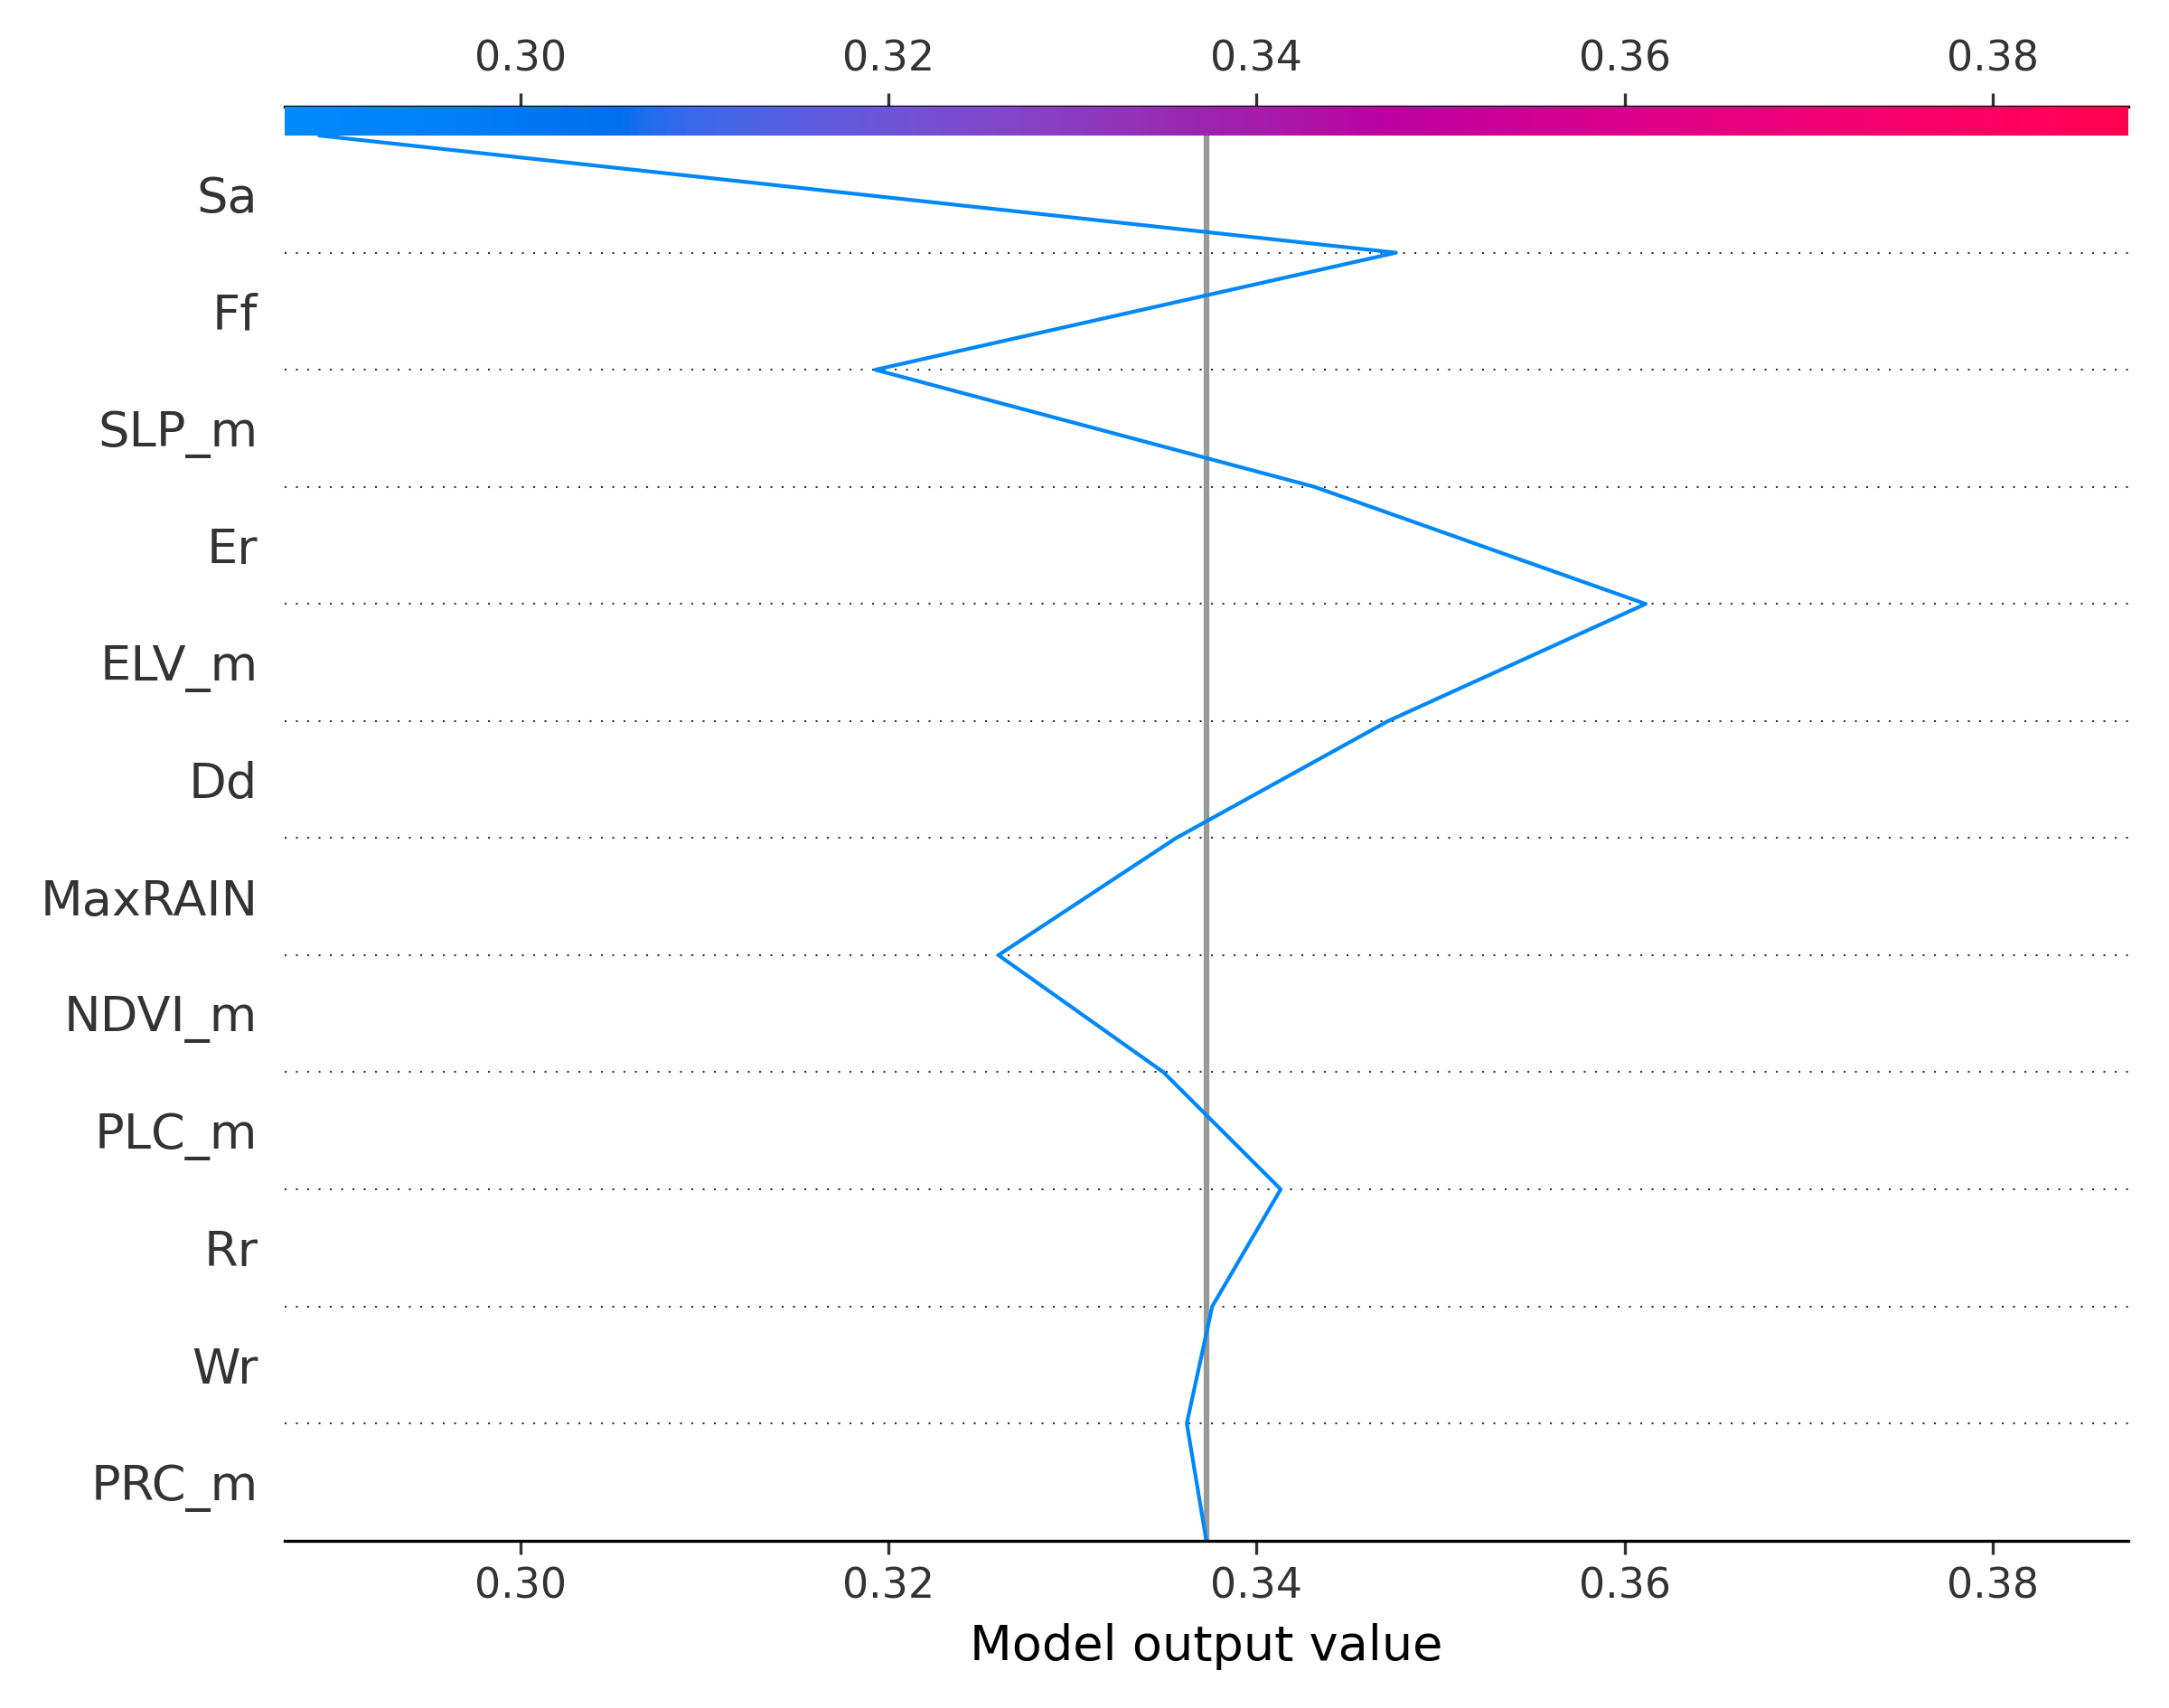 0.30 0.32 0.34 0.36 0.38
Sa
Ff
SLP_m
Er
ELV_m
Dd
MaxRAIN
NDVI_m
PLC_m
Rr
Wr
PRC_m
0.30 0.32 0.34 0.36 0.38
Model output value